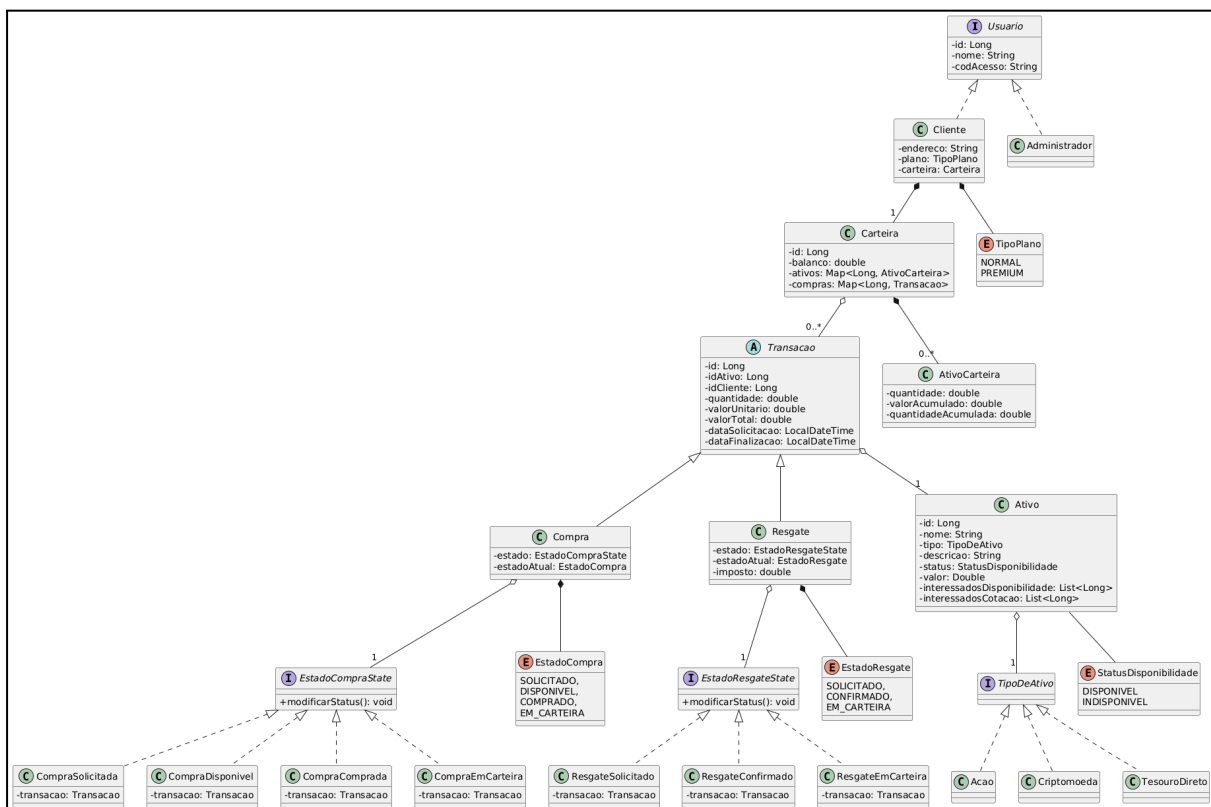 I Usuario
-id: Long
-nome: String
-codAcesso: String
C Cliente
-endereco: String
-plano: TipoPlano
-carteira: Carteira
C Administrador
1
C Carteira
-id: Long
-balanco: double
-ativos: Map<Long, AtivoCarteira>
-compras: Map<Long, Transacao>
E TipoPlano
NORMAL
PREMIUM
0..*
0..*
A Transacao
-id: Long
-idAtivo: Long
-idCliente: Long
-quantidade: double
-valorUnitario: double
-valorTotal: double
-dataSolicitacao: LocalDateTime
-dataFinalizacao: LocalDateTime
C AtivoCarteira
-quantidade: double
-valorAcumulado: double
-quantidadeAcumulada: double
1
C Compra
-estado: EstadoCompraState
-estadoAtual: EstadoCompra
C Resgate
-estado: EstadoResgateState
-estadoAtual: EstadoResgate
-imposto: double
C Ativo
-id: Long
-nome: String
-tipo: TipoDeAtivo
-descricao: String
-status: StatusDisponibilidade
-valor: Double
-interessadosDisponibilidade: List<Long>
-interessadosCotacao: List<Long>
1
I EstadoCompraState
+modificarStatus(): void
E EstadoCompra
SOLICITADO,
DISPONIVEL,
COMPRADO,
EM_CARTEIRA
1
I EstadoResgateState
+modificarStatus(): void
E EstadoResgate
SOLICITADO,
CONFIRMADO,
EM_CARTEIRA
1
I TipoDeAtivo
E StatusDisponibilidade
DISPONIVEL
INDISPONIVEL
C CompraSolicitada
-transacao: Transacao
C CompraDisponivel
-transacao: Transacao
C CompraComprada
-transacao: Transacao
C CompraEmCarteira
-transacao: Transacao
C ResgateSolicitado
-transacao: Transacao
C ResgateConfirmado
-transacao: Transacao
C ResgateEmCarteira
-transacao: Transacao
C Acao
C Criptomoeda
C TesouroDireto